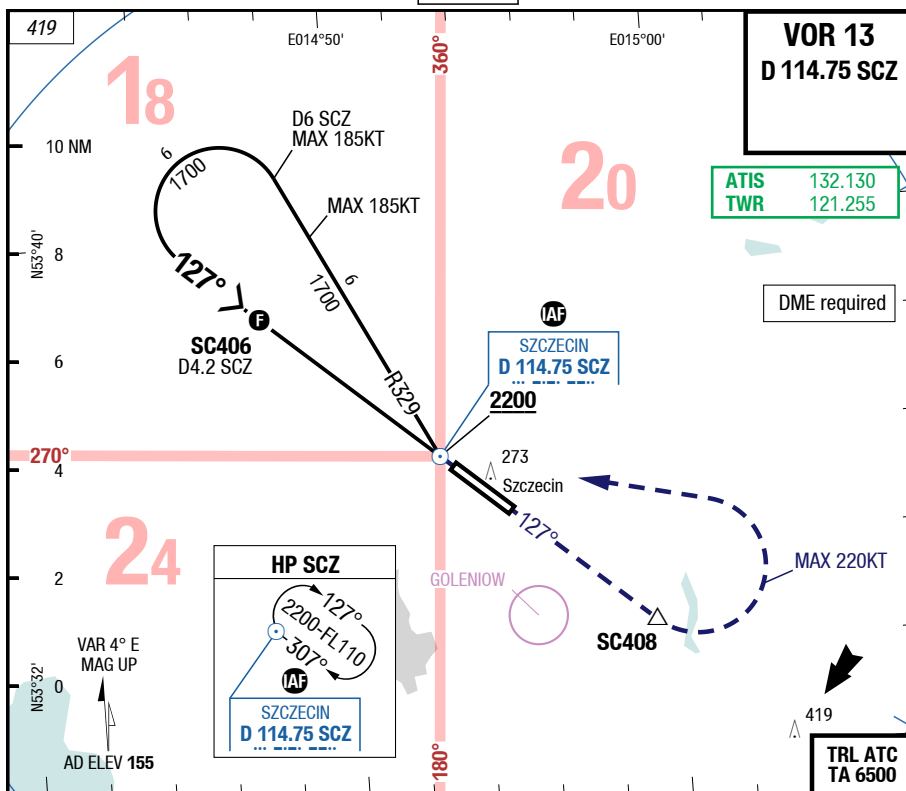 419
E014°50'
360°
E015°00'
VOR 13
D 114.75 SCZ
18
D6 SCZ
MAX 185KT
10 NM
6
1700
20
ATIS 132.130
TWR 121.255
MAX 185KT
N53°40'
8
127°
6
1700
DME required
F
IAF
SC406
D4.2 SCZ
SZCZECIN
D 114.75 SCZ
6
R329
2200
270°
4
273
Szczecin
127°
24
HP SCZ
MAX 220KT
GOLENIOW
2
127°
2200-FL110
307°
SC408
VAR 4° E
MAG UP
IAF
N53°32'
0
SZCZECIN
D 114.75 SCZ
419
AD ELEV 155
180°
TRL ATC
TA 6500